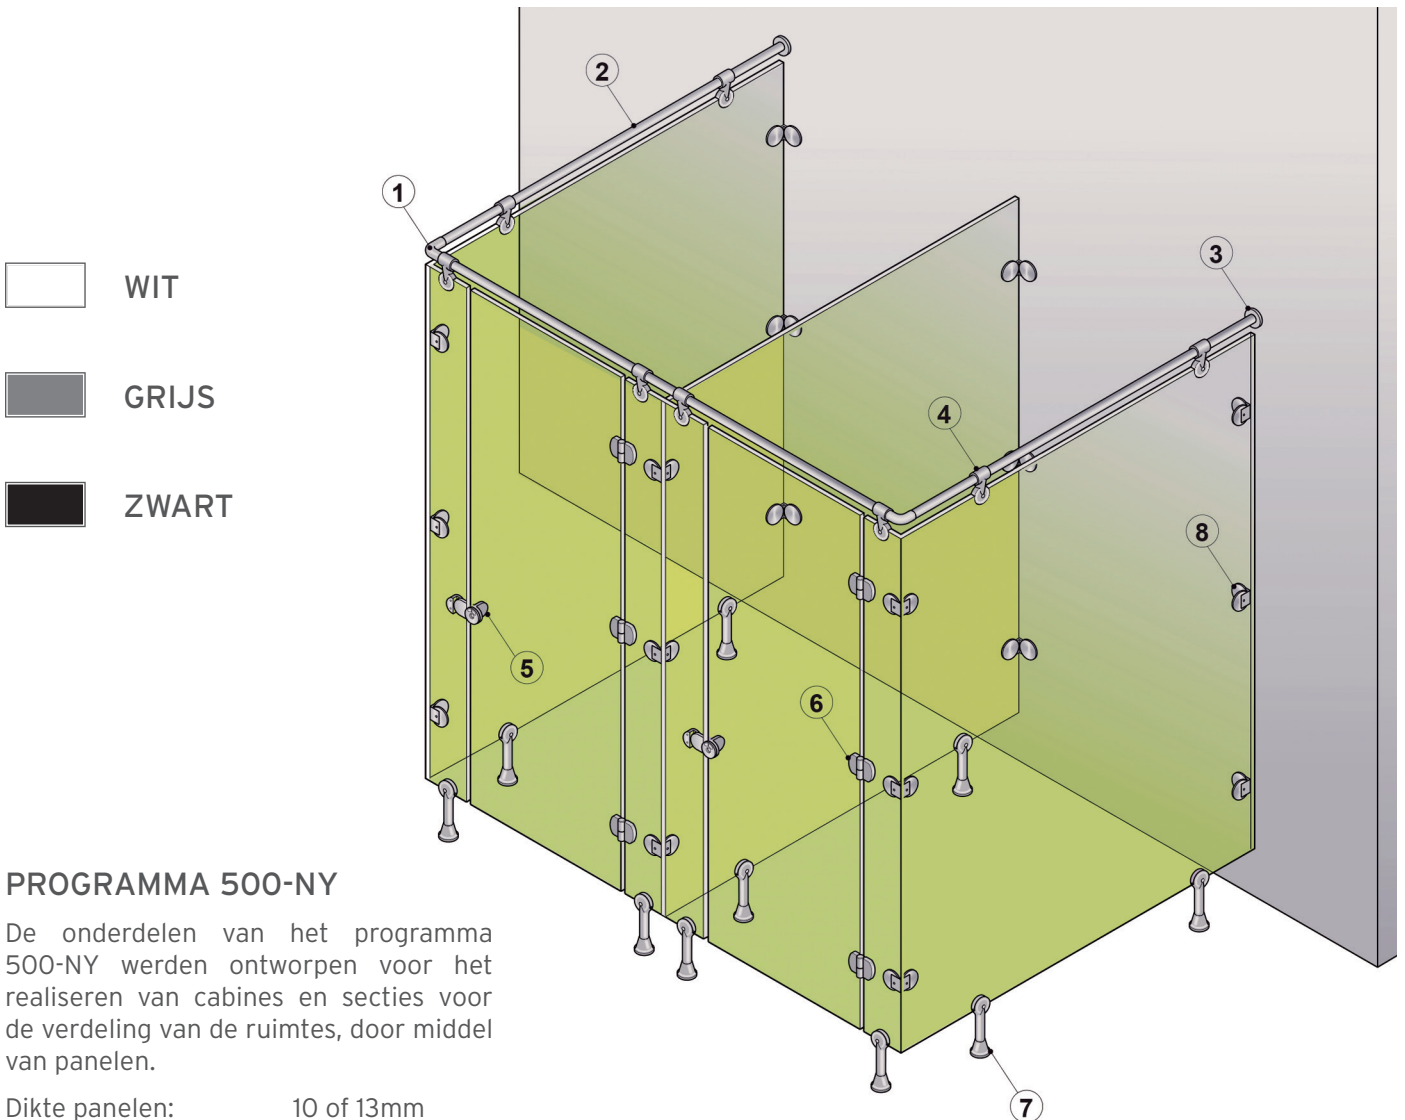 2
1
3
WIT
GRIJS
4
ZWART
8
5
6
PROGRAMMA 500-NY
De onderdelen van het programma
500-NY werden ontworpen voor het
realiseren van cabines en secties voor
de verdeling van de ruimtes, door middel
van panelen.
Dikte panelen: 10 of 13mm
7